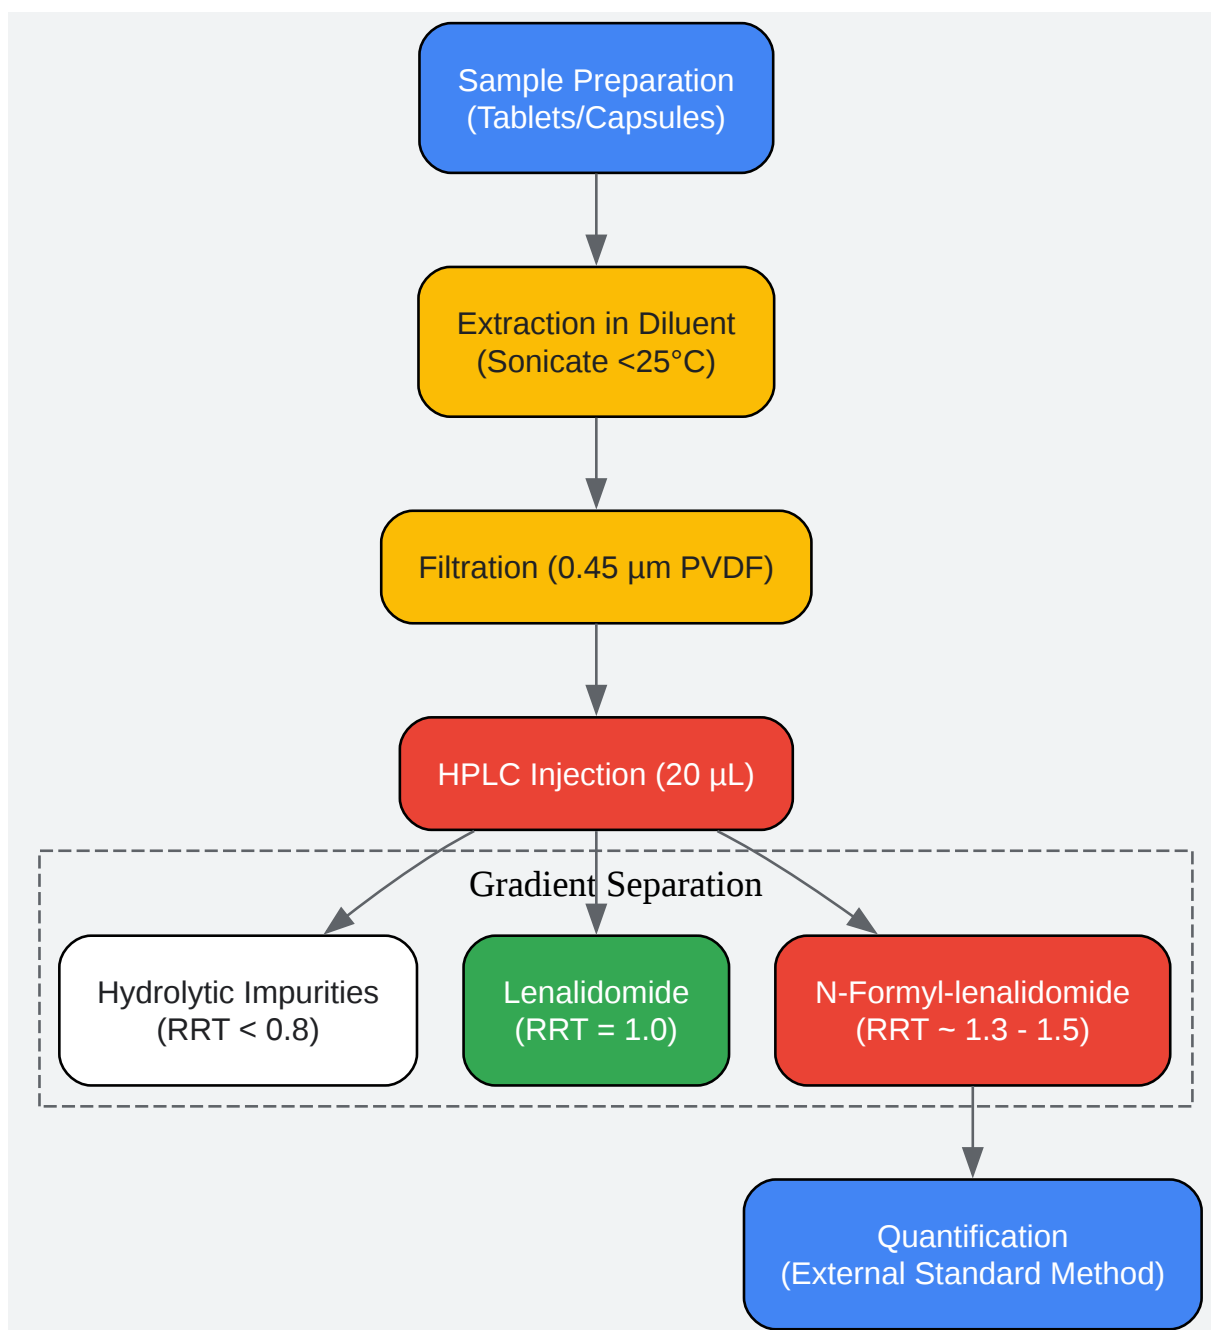 Sample Preparation
(Tablets/Capsules)
Extraction in Diluent
(Sonicate <25°C)
Filtration (0.45 µm PVDF)
HPLC Injection (20 µL)
Gradient Separation
Hydrolytic Impurities
(RRT < 0.8)
Lenalidomide
(RRT = 1.0)
N-Formyl-lenalidomide
(RRT ~ 1.3 - 1.5)
Quantification
(External Standard Method)